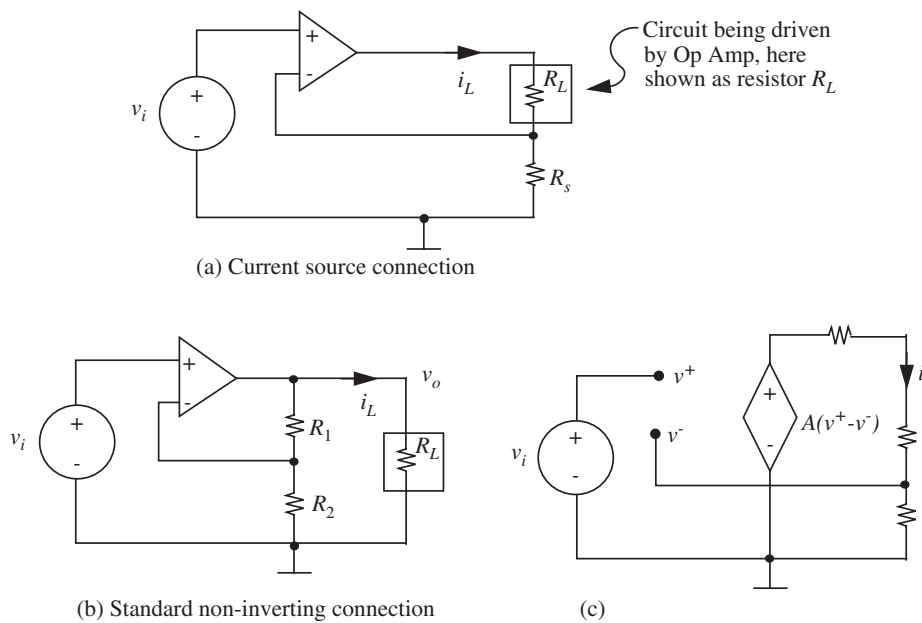 Circuit being driven
by Op Amp, here
shown as resistor R_L
+
-
i_L
R_L
v_i
+
-
R_s
(a) Current source connection
+
-
v_i
+
-
i_L
v_o
R_1
R_L
R_2
(b) Standard non-inverting connection
v^+
v^-
v_i
+
-
+
-
A(v^+-v^-)
(c)